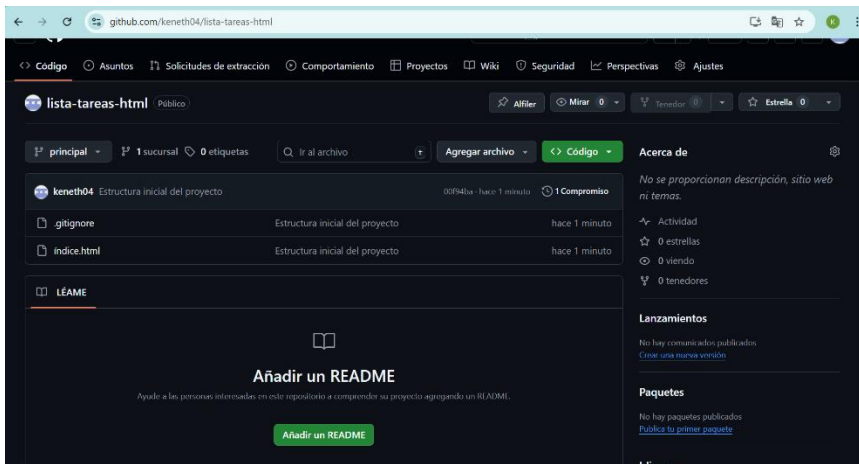 github.com/keneth04/lista-tareas-html
K
Código Asuntos Solicitudes de extracción Comportamiento Proyectos Wiki Seguridad Perspectivas Ajustes
lista-tareas-html Público Alfiler Mirar 0 Tenedor 0 Estrella 0
principal 1 sucursal 0 etiquetas Ir al archivo t Agregar archivo Código
keneth04 Estructura inicial del proyecto 00f94ba · hace 1 minuto 1 Compromiso
.gitignore Estructura inicial del proyecto hace 1 minuto
índice.html Estructura inicial del proyecto hace 1 minuto
LÉAME
Añadir un README
Ayude a las personas interesadas en este repositorio a comprender su proyecto agregando un README.
Añadir un README
Acerca de
No se proporcionan descripción, sitio web
ni temas.
Actividad
0 estrellas
0 viendo
0 tenedores
Lanzamientos
No hay comunicados publicados
Crear una nueva versión
Paquetes
No hay paquetes publicados
Publica tu primer paquete